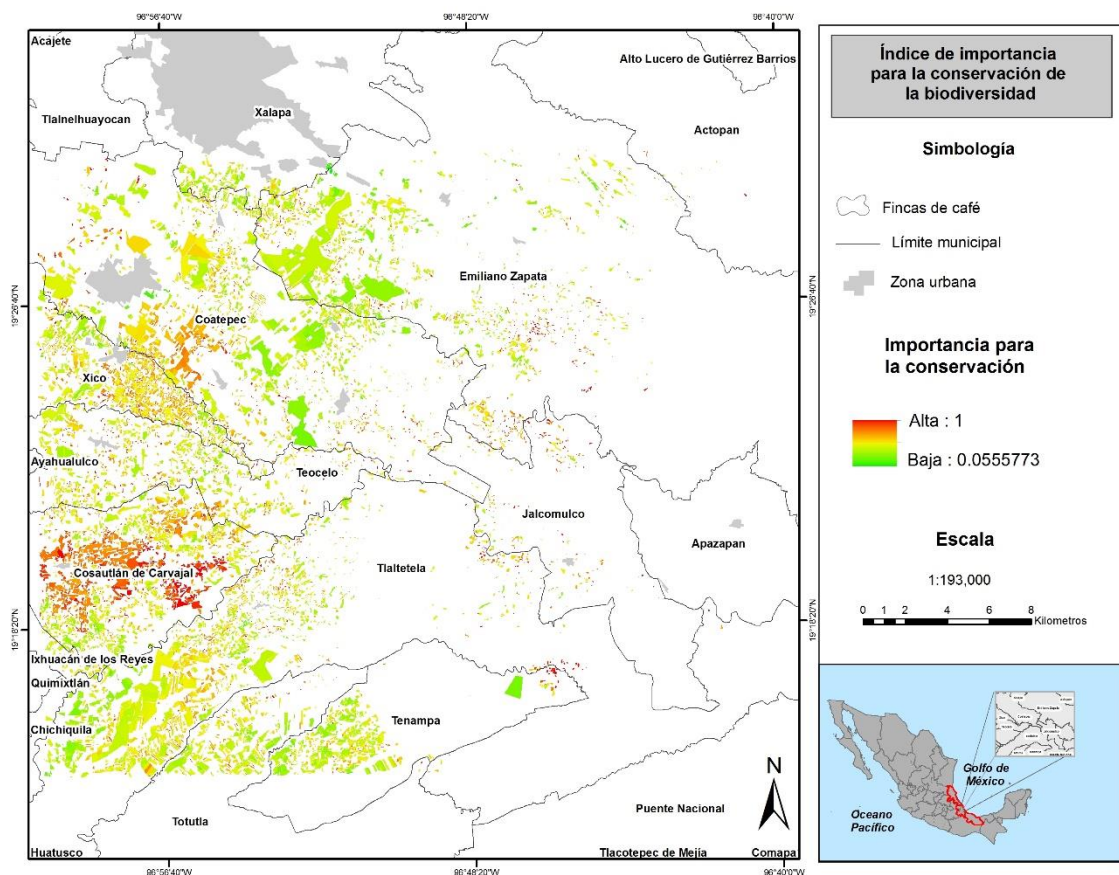 96°56'40"W
96°48'20"W
96°40'0"W
Acajete
Alto Lucero de Gutiérrez Barrios
Xalapa
Tlalnelhuayocan
Actopan
Emiliano Zapata
19°26'40"N
19°26'40"N
Coatepec
Xico
Ayahualulco
Teocelo
Jalcomulco
Apazapan
Tlaltetela
Cosautlán de Carvajal
19°18'20"N
19°18'20"N
Ixhuacán de los Reyes
Quimixtlán
Chichiquila
Tenampa
N
Puente Nacional
Totutla
Huatusco
Tlacotepec de Mejía
Comapa
96°56'40"W
96°48'20"W
96°40'0"W
Índice de importancia
para la conservación de
la biodiversidad
Simbología
Fincas de café
Límite municipal
Zona urbana
Importancia para
la conservación
Alta : 1
Baja : 0.0555773
Escala
1:193,000
0 1 2 4 6 8
Kilometros
Golfo de
México
Oceano
Pacífico